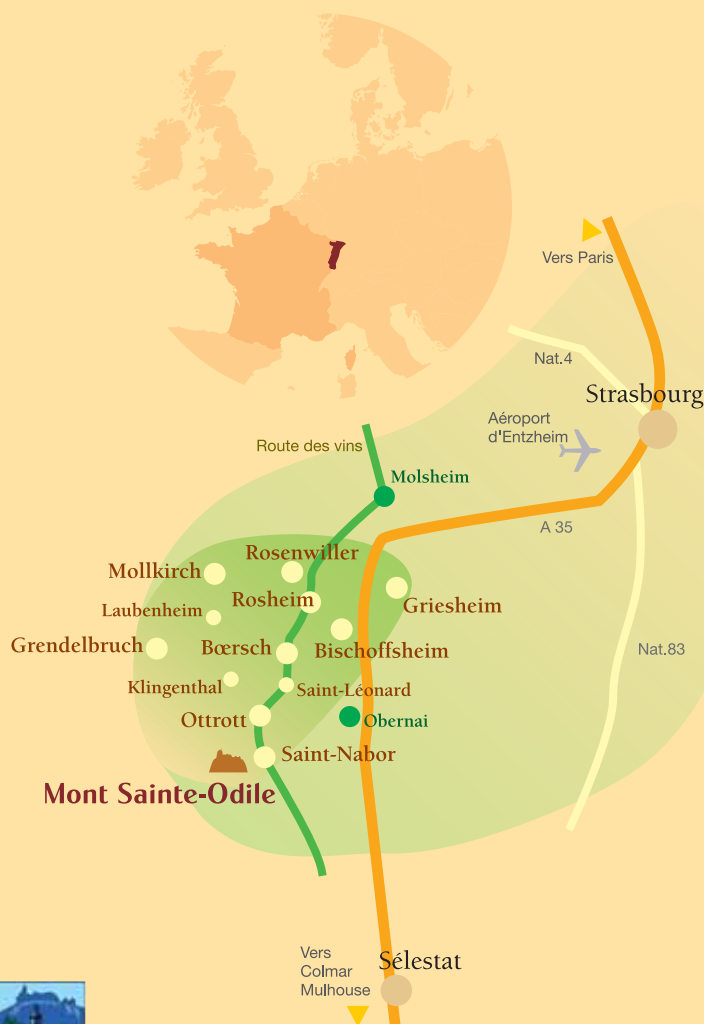 Vers Paris
Nat.4
Strasbourg
Aéroport
d'Entzheim
Route des vins
Molsheim
A 35
Rosenwiller
Mollkirch
Rosheim
Griesheim
Laubenheim
Grendelbruch
Bœrsch
Bischoffsheim
Nat.83
Klingenthal
Saint-Léonard
Ottrott
Obernai
Saint-Nabor
Mont Sainte-Odile
Vers
Colmar
Mulhouse
Sélestat